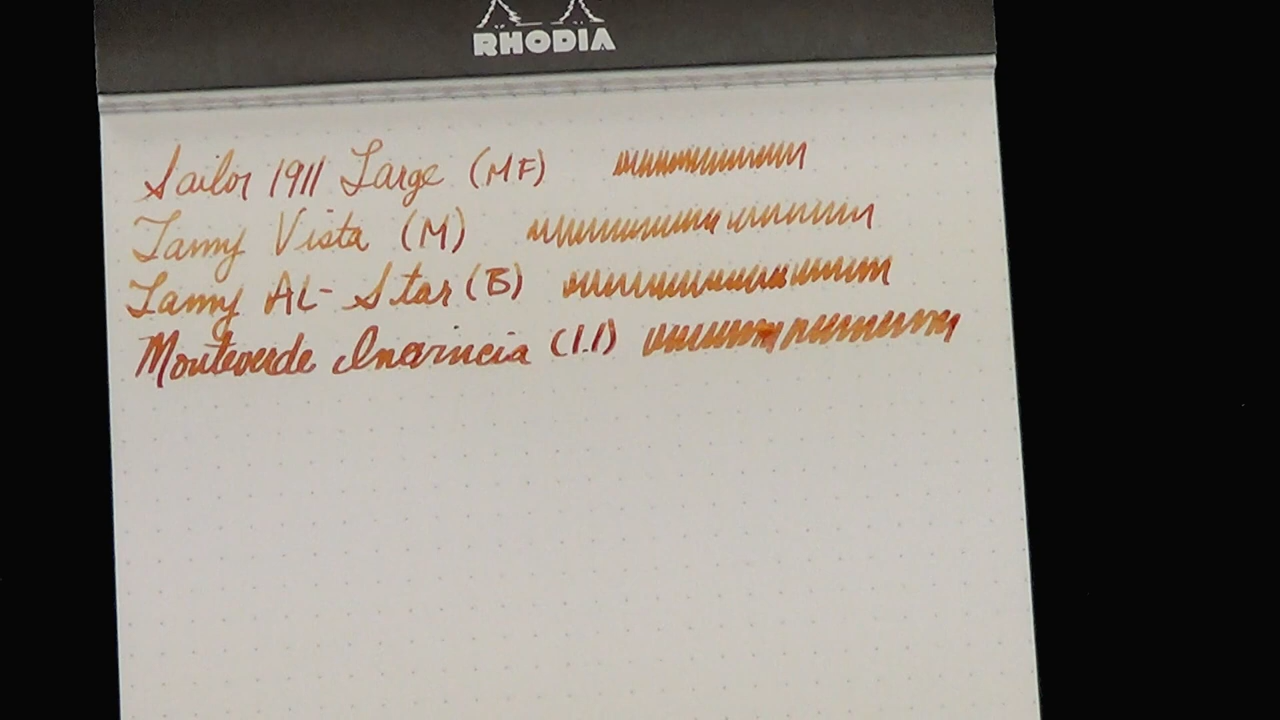 RHODIA
Sailor 1911 Large (MF)
Lamy Vista (M)
Lamy AL-Star (B)
Monteverde Invincia (1.1)